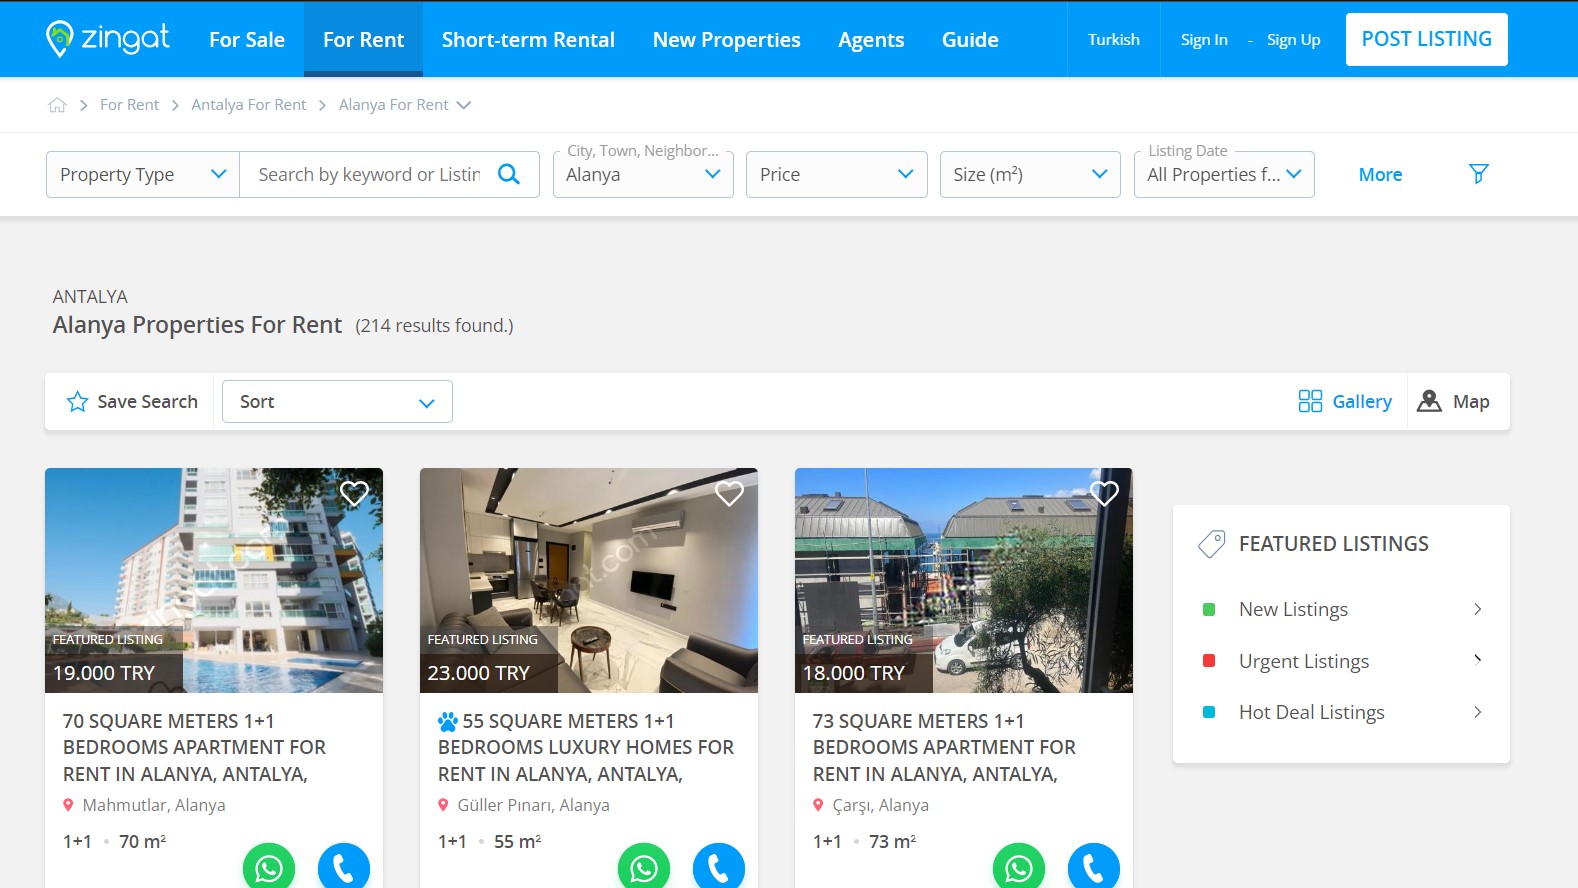 zingat
For Sale
For Rent
Short-term Rental
New Properties
Agents
Guide
Turkish
Sign In - Sign Up
POST LISTING
For Rent
Antalya For Rent
Alanya For Rent
Property Type
Search by keyword or Listin
City, Town, Neighbor...
Alanya
Price
Size (m²)
Listing Date
All Properties f...
More
ANTALYA
Alanya Properties For Rent (214 results found.)
Save Search
Sort
Gallery
Map
FEATURED LISTING
19.000 TRY
70 SQUARE METERS 1+1
BEDROOMS APARTMENT FOR
RENT IN ALANYA, ANTALYA,
Mahmutlar, Alanya
1+1 • 70 m²
FEATURED LISTING
23.000 TRY
55 SQUARE METERS 1+1
BEDROOMS LUXURY HOMES FOR
RENT IN ALANYA, ANTALYA,
Güller Pınarı, Alanya
1+1 • 55 m²
FEATURED LISTING
18.000 TRY
73 SQUARE METERS 1+1
BEDROOMS APARTMENT FOR
RENT IN ALANYA, ANTALYA,
Çarşı, Alanya
1+1 • 73 m²
FEATURED LISTINGS
New Listings
Urgent Listings
Hot Deal Listings